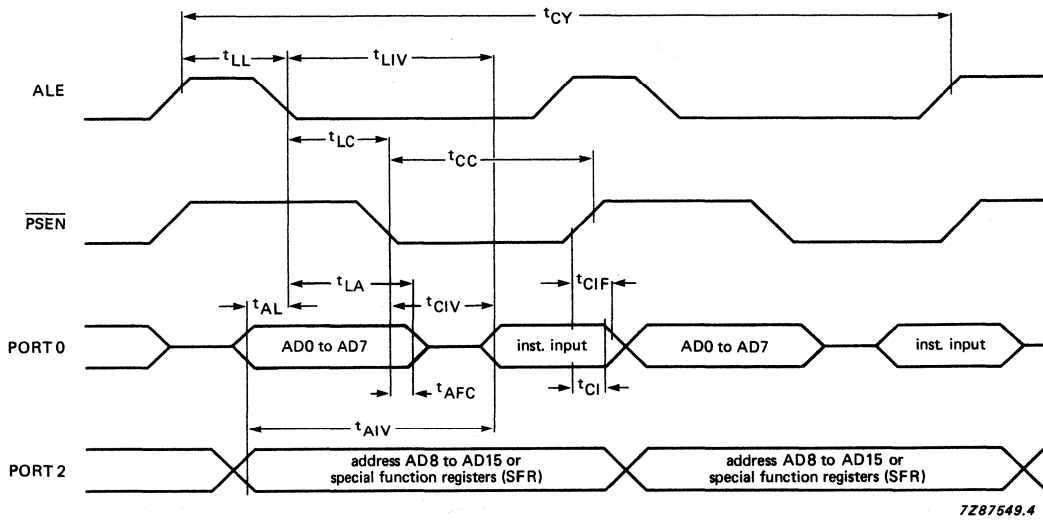 tCY
tLL
tLIV
ALE
tLC
tCC
PSEN
tCIF
tLA
tAL
tCIV
PORT 0
AD0 to AD7
inst. input
AD0 to AD7
inst. input
tAFC
tCI
tAIV
PORT 2
address AD8 to AD15 or
special function registers (SFR)
address AD8 to AD15 or
special function registers (SFR)
7Z87549.4